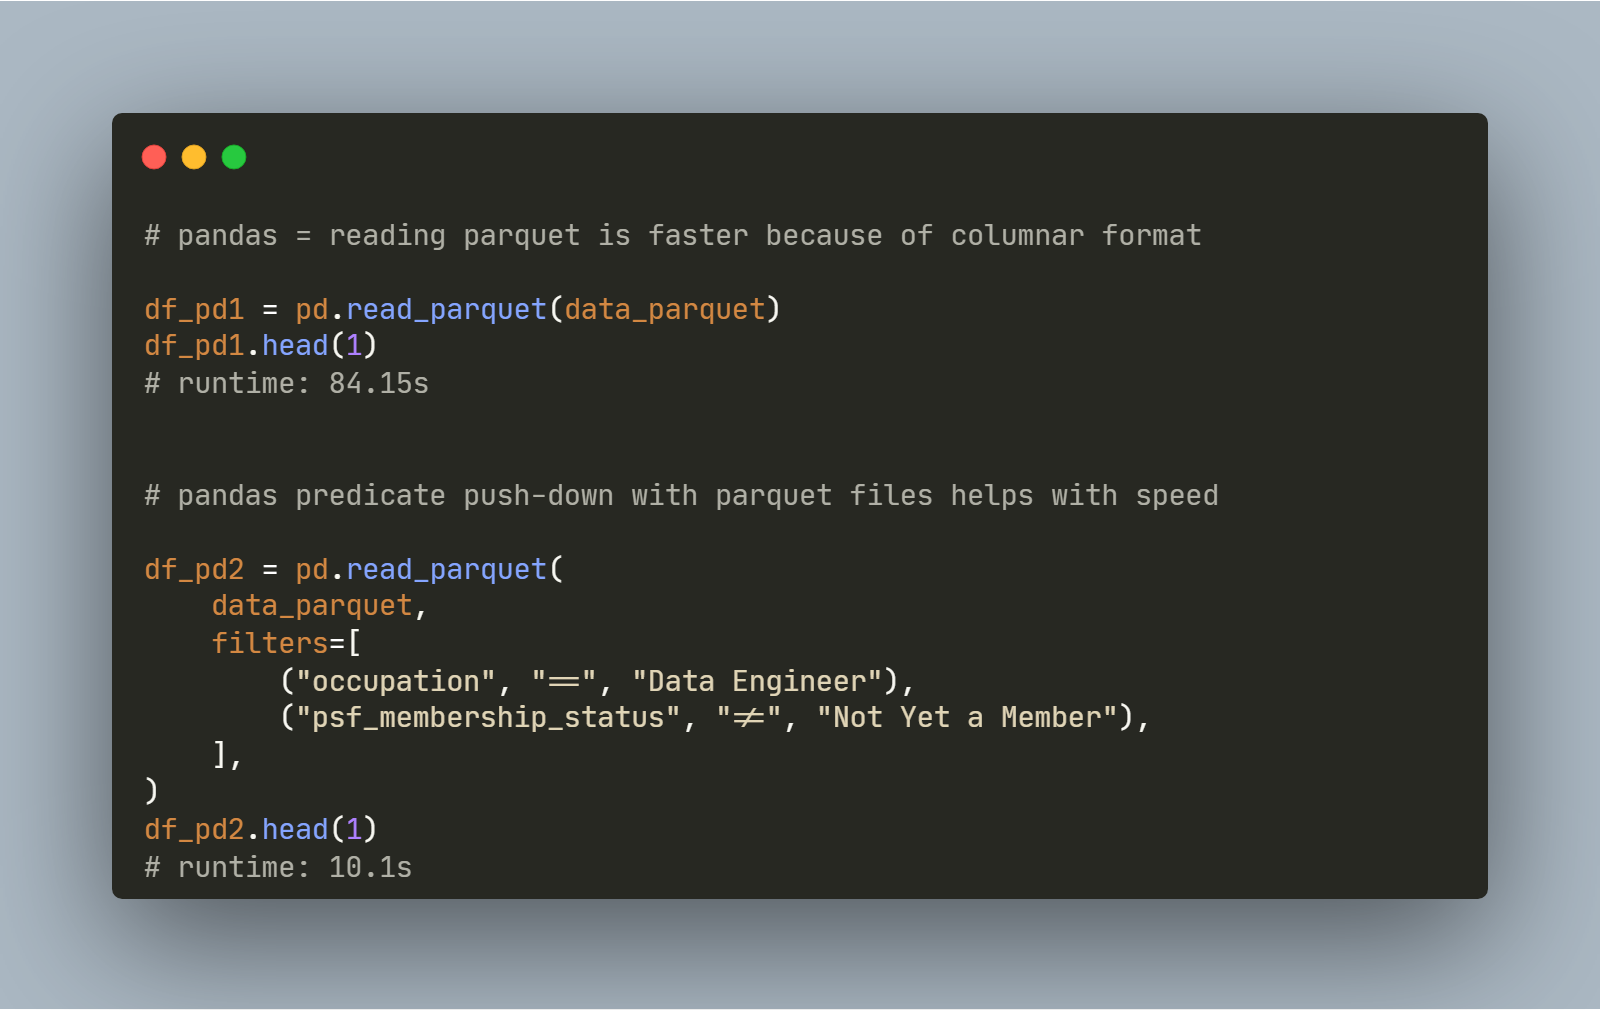 # pandas = reading parquet is faster because of columnar format
df_pd1 = pd.read_parquet(data_parquet)
df_pd1.head(1)
# runtime: 84.15s
# pandas predicate push-down with parquet files helps with speed
df_pd2 = pd.read_parquet(
    data_parquet,
    filters=[
        ("occupation", "==", "Data Engineer"),
        ("psf_membership_status", "!=", "Not Yet a Member"),
    ],
)
df_pd2.head(1)
# runtime: 10.1s